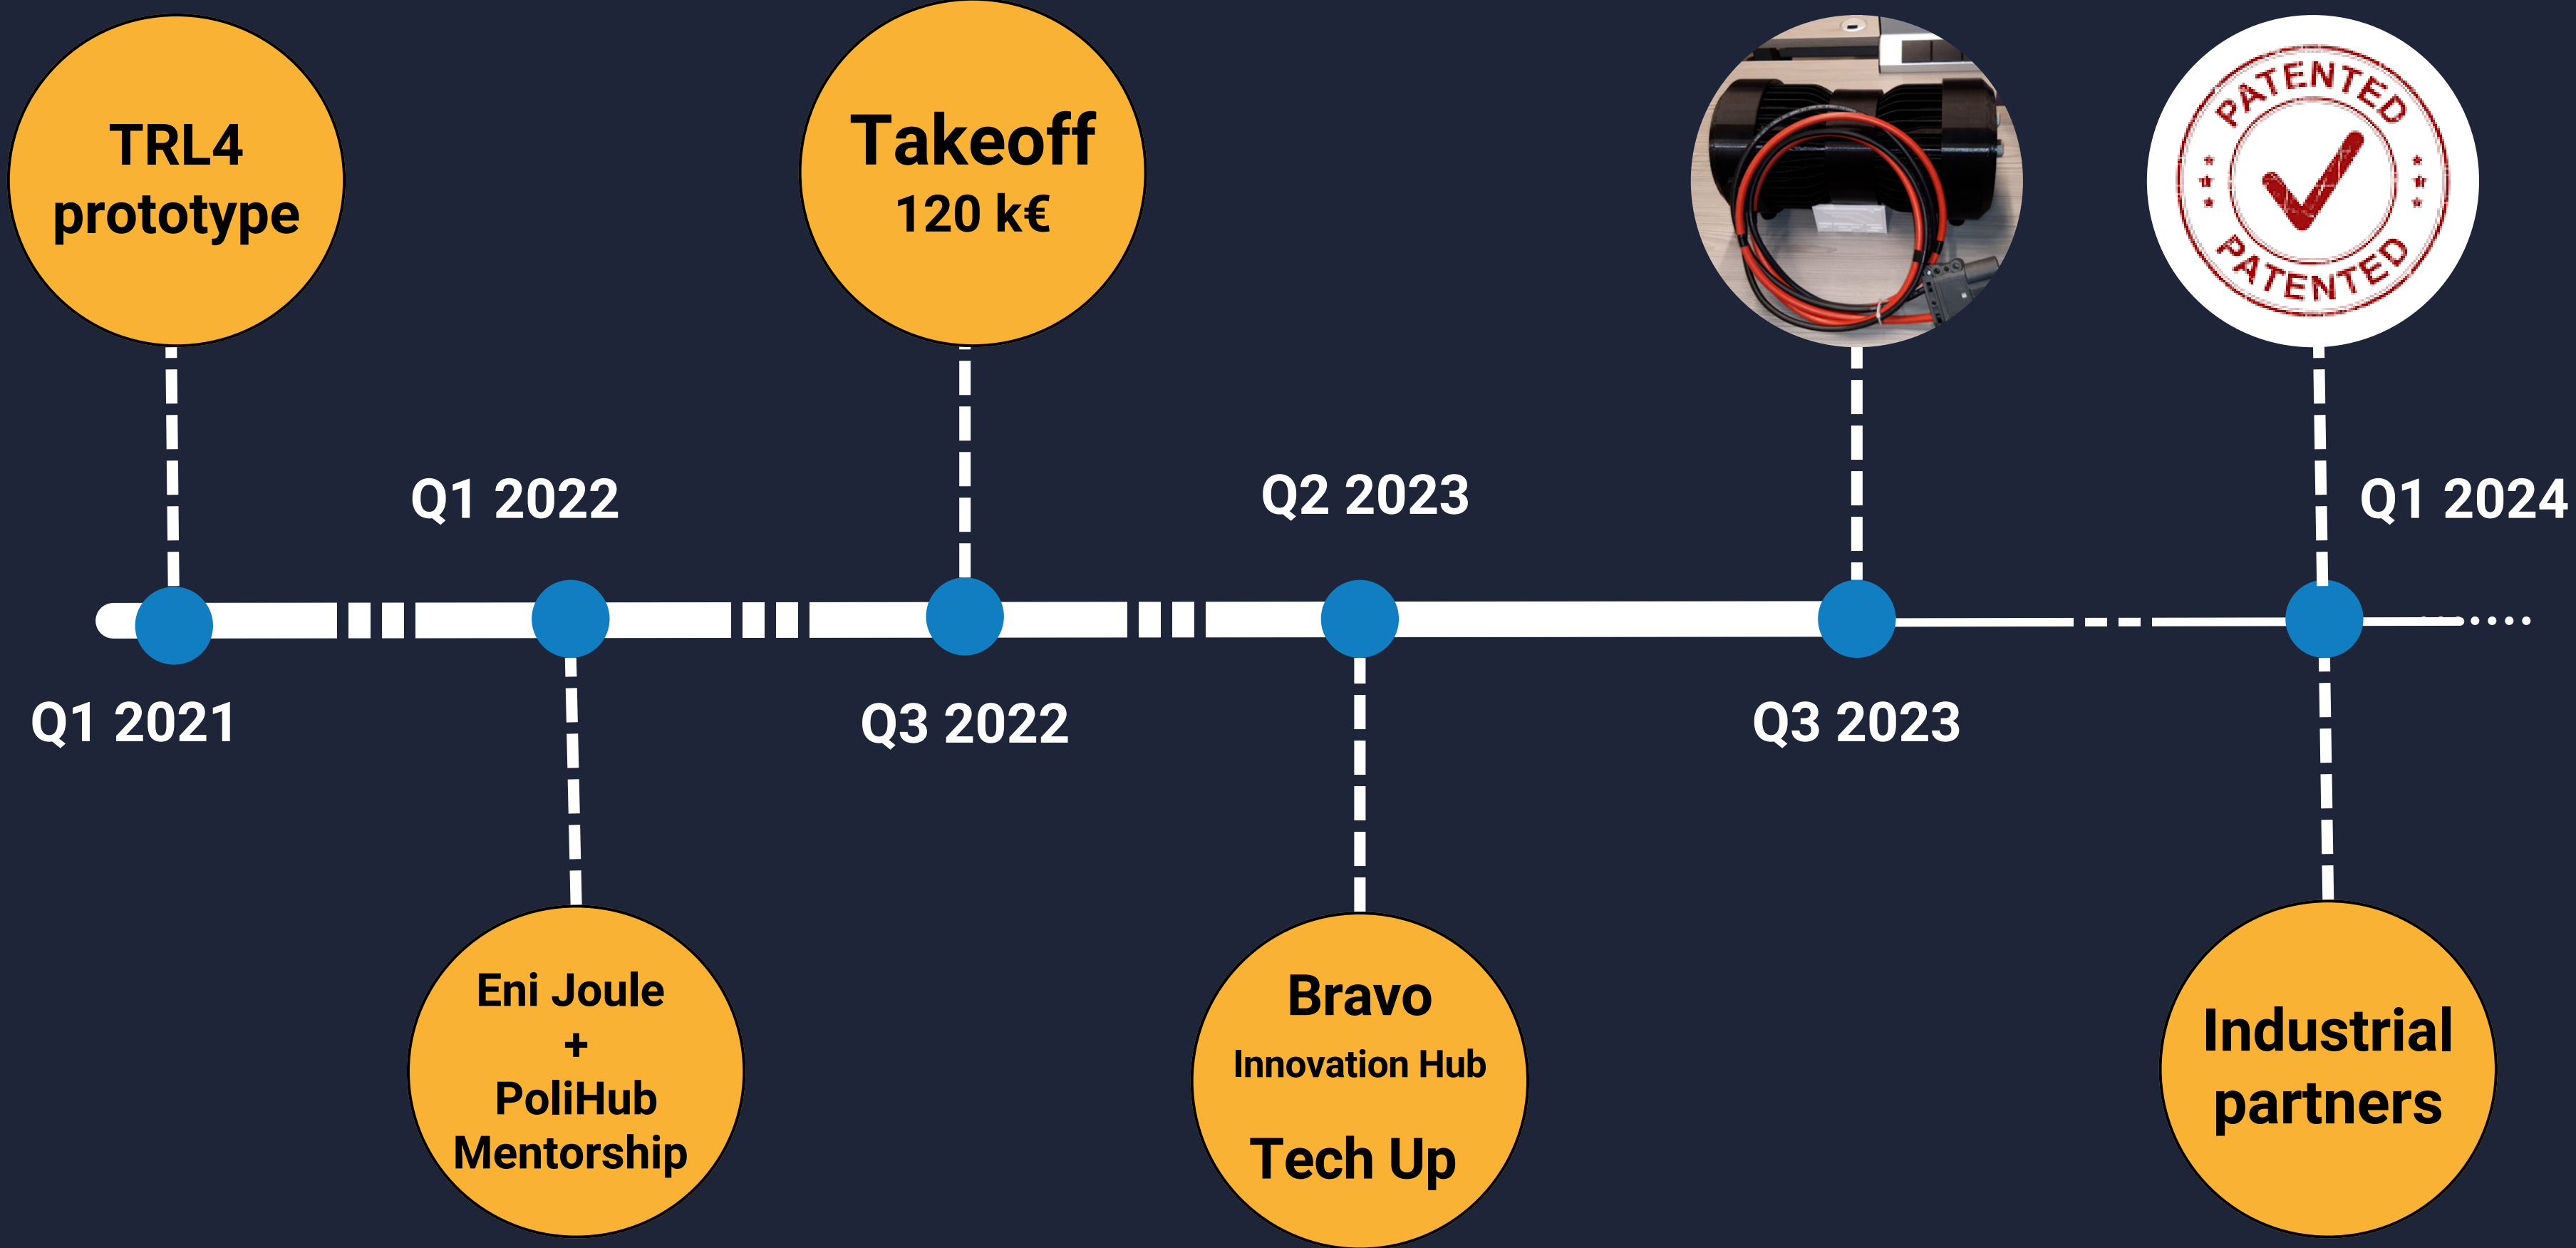 TRL4
prototype
Takeoff
120 k€
PATENTED
PATENTED
Q1 2022
Q2 2023
Q1 2024
Q1 2021
Q3 2022
Q3 2023
Eni Joule
+
PoliHub
Mentorship
Bravo
Innovation Hub
Tech Up
Industrial
partners